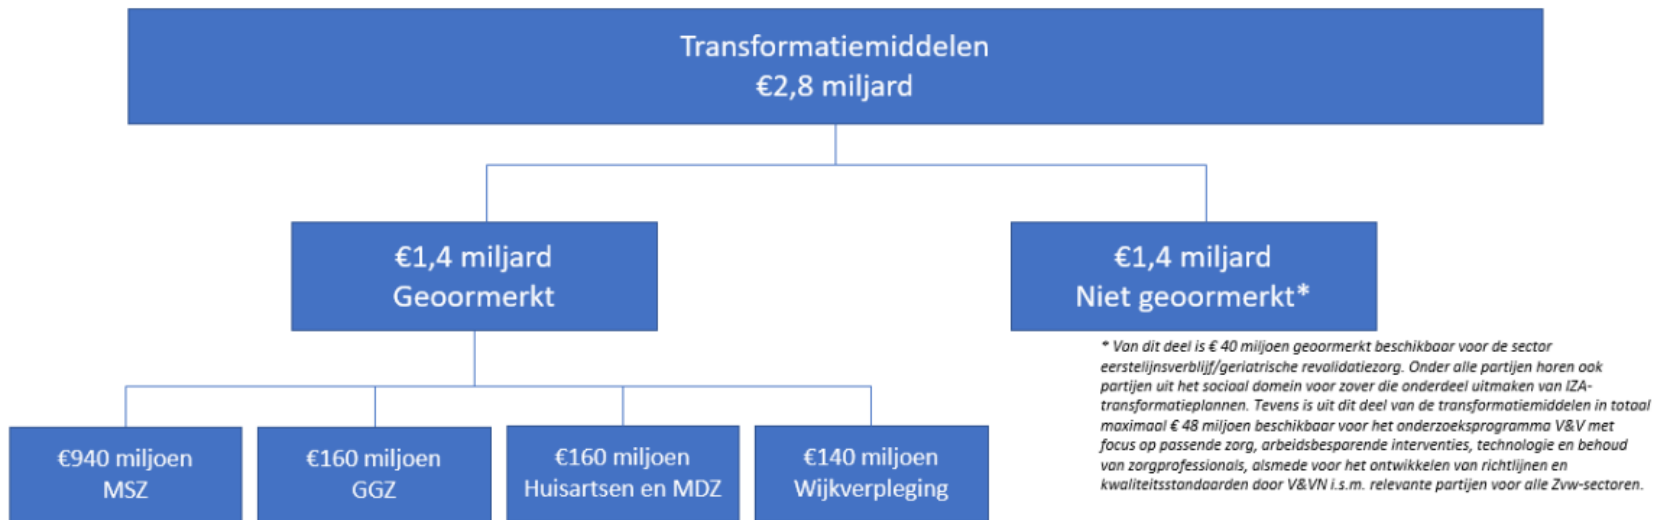 Transformatiemiddelen
€2,8 miljard
€1,4 miljard
Geoormerkt
€1,4 miljard
Niet geoormerkt*
* Van dit deel is € 40 miljoen geoormerkt beschikbaar voor de sector
eerstelijnsverblijf/geriatrische revalidatiezorg. Onder alle partijen horen ook
partijen uit het sociaal domein voor zover die onderdeel uitmaken van IZA-
transformatieplannen. Tevens is uit dit deel van de transformatiemiddelen in totaal
maximaal € 48 miljoen beschikbaar voor het onderzoeksprogramma V&V met
focus op passende zorg, arbeidsbesparende interventies, technologie en behoud
van zorgprofessionals, alsmede voor het ontwikkelen van richtlijnen en
kwaliteitsstandaarden door V&VN i.s.m. relevante partijen voor alle Zvw-sectoren.
€940 miljoen
MSZ
€160 miljoen
GGZ
€160 miljoen
Huisartsen en MDZ
€140 miljoen
Wijkverpleging